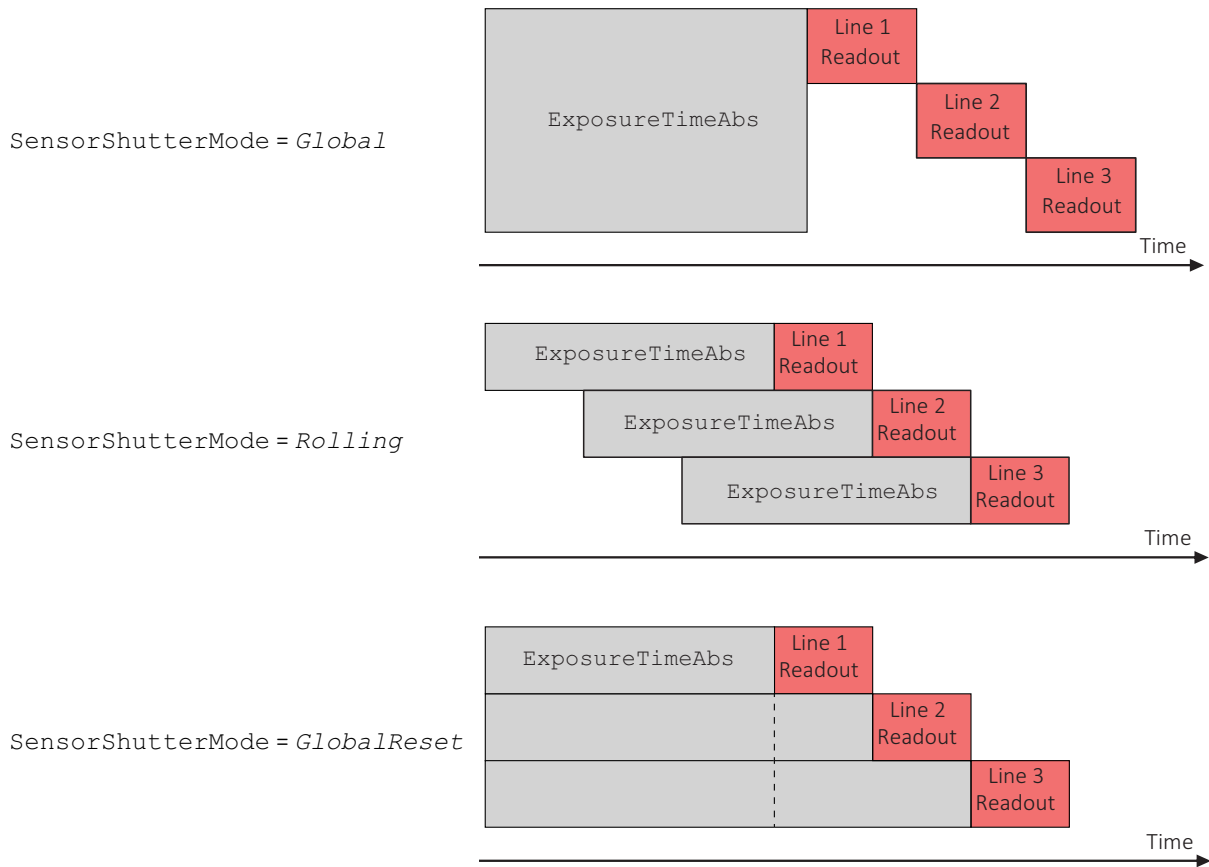 Line 1
Readout
Line 2
Readout
Line 3
Readout
ExposureTimeAbs
SensorShutterMode = Global
Time
ExposureTimeAbs
Line 1
Readout
ExposureTimeAbs
Line 2
Readout
SensorShutterMode = Rolling
ExposureTimeAbs
Line 3
Readout
Time
ExposureTimeAbs
Line 1
Readout
Line 2
Readout
SensorShutterMode = GlobalReset
Line 3
Readout
Time